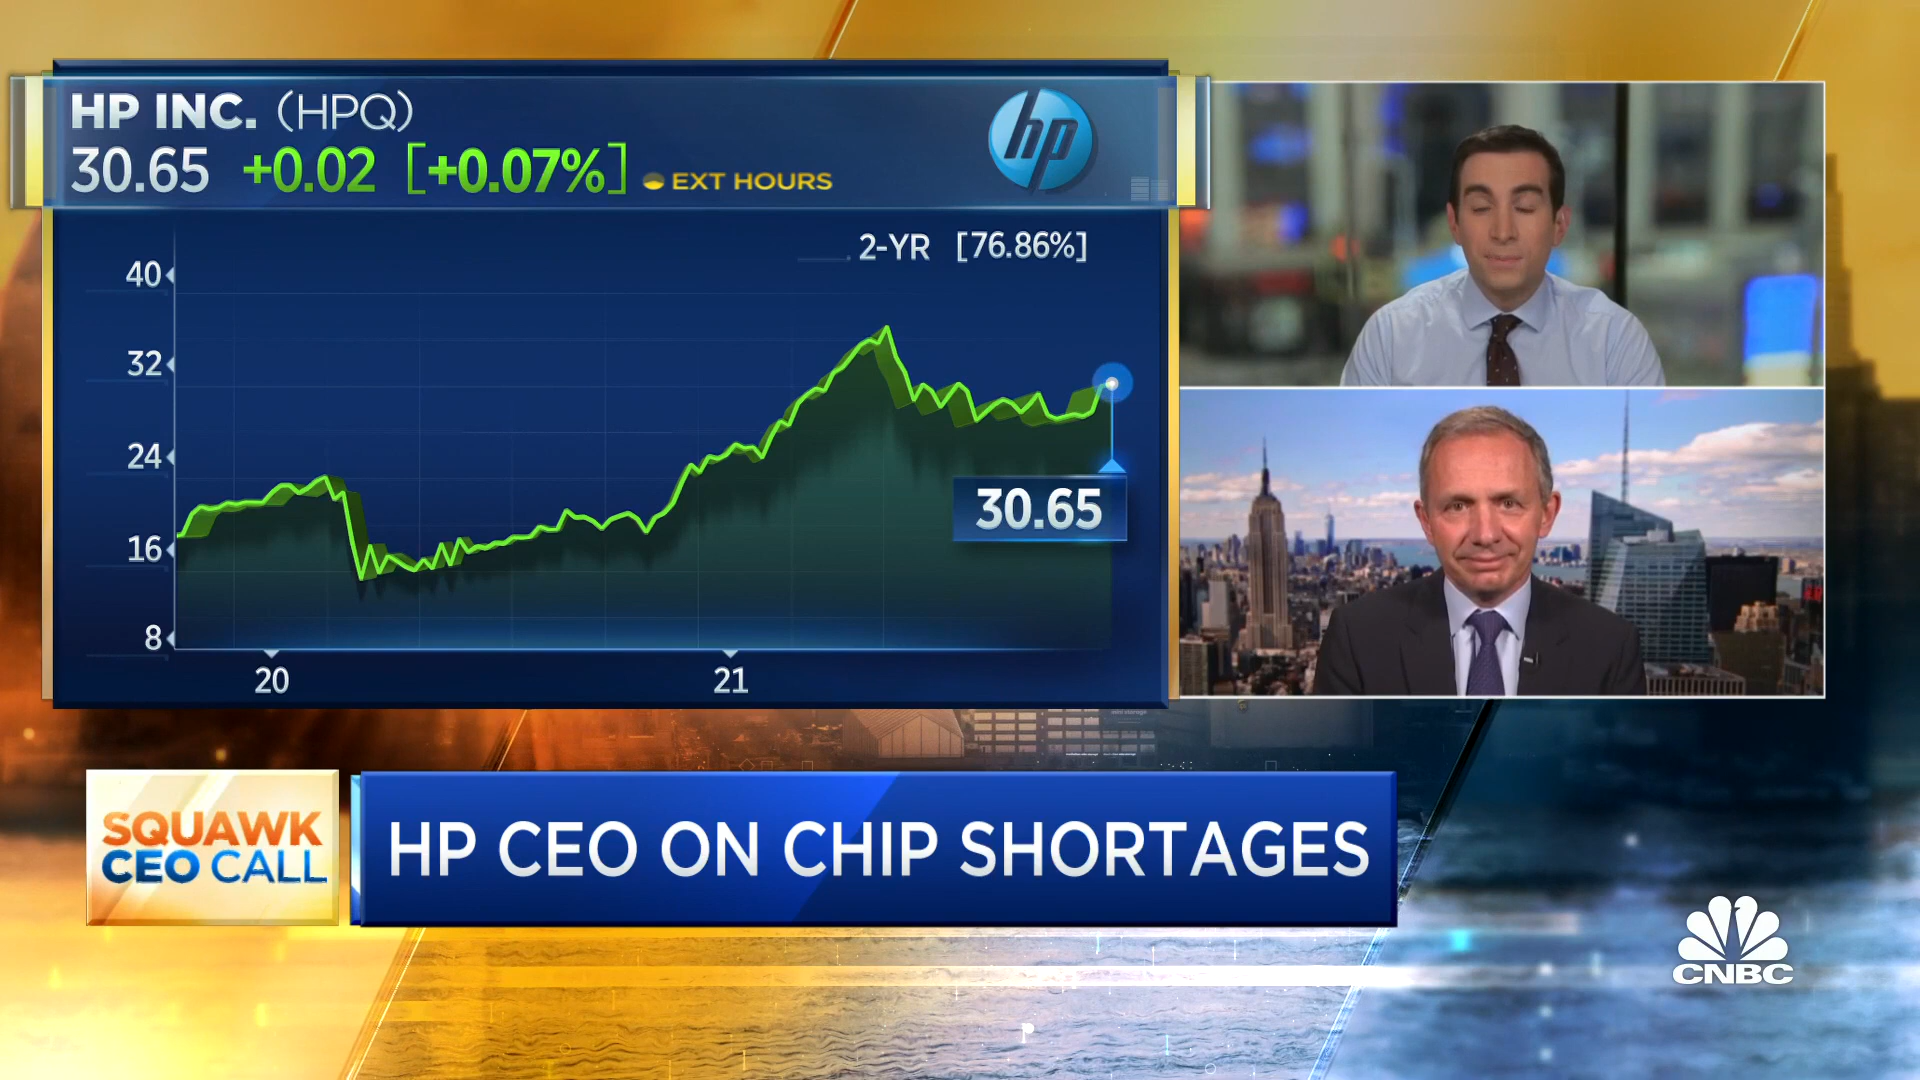 HP INC. (HPQ)
30.65 +0.02 [+0.07%] EXT HOURS
hp
2-YR [76.86%]
40
32
24
16
8
30.65
20
21
SQUAWK
CEO CALL
HP CEO ON CHIP SHORTAGES
CNBC